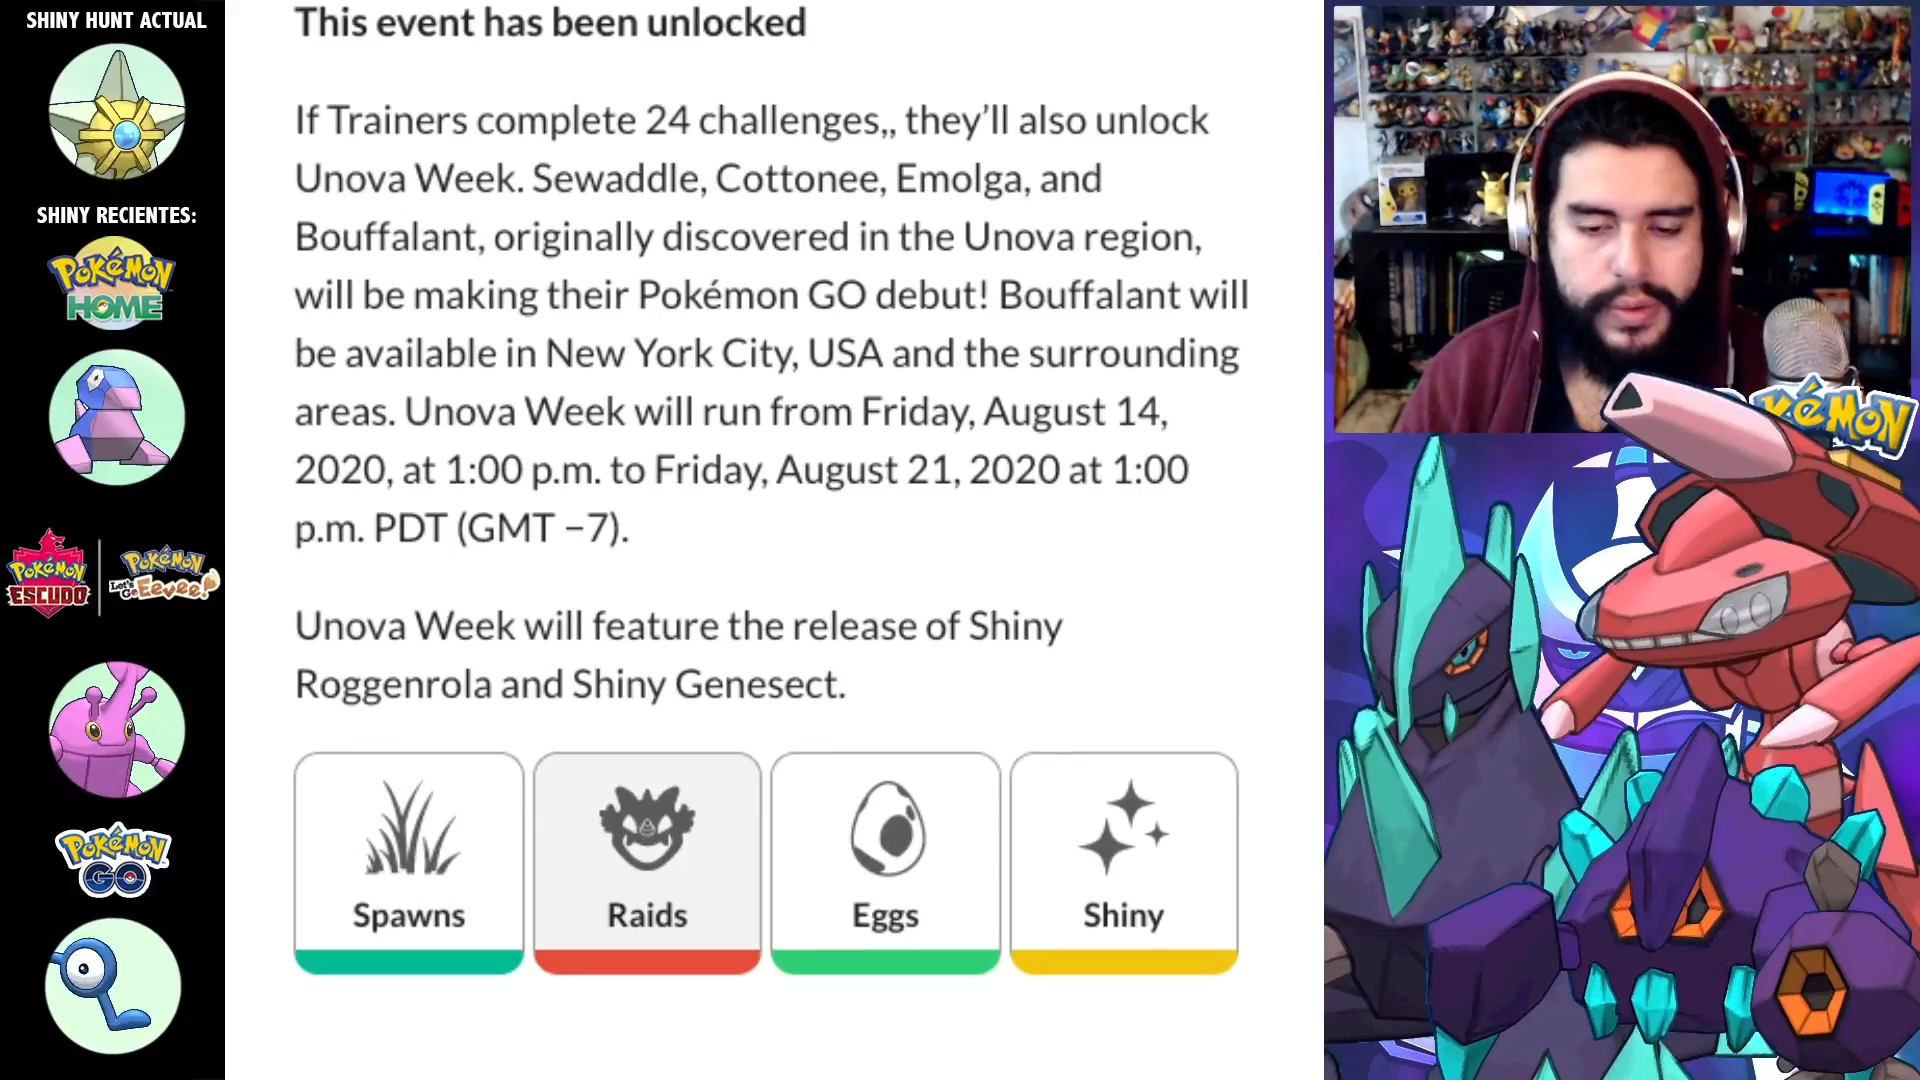 SHINY HUNT ACTUAL
SHINY RECIENTES:
POKéMON
HOME
POKéMON
ESCUDO
POKéMON
Let's Go Eevee!
POKéMON
GO
This event has been unlocked
If Trainers complete 24 challenges,, they’ll also unlock
Unova Week. Sewaddle, Cottonee, Emolga, and
Bouffalant, originally discovered in the Unova region,
will be making their Pokémon GO debut! Bouffalant will
be available in New York City, USA and the surrounding
areas. Unova Week will run from Friday, August 14,
2020, at 1:00 p.m. to Friday, August 21, 2020 at 1:00
p.m. PDT (GMT −7).
Unova Week will feature the release of Shiny
Roggenrola and Shiny Genesect.
Spawns
Raids
Eggs
Shiny
KéMON